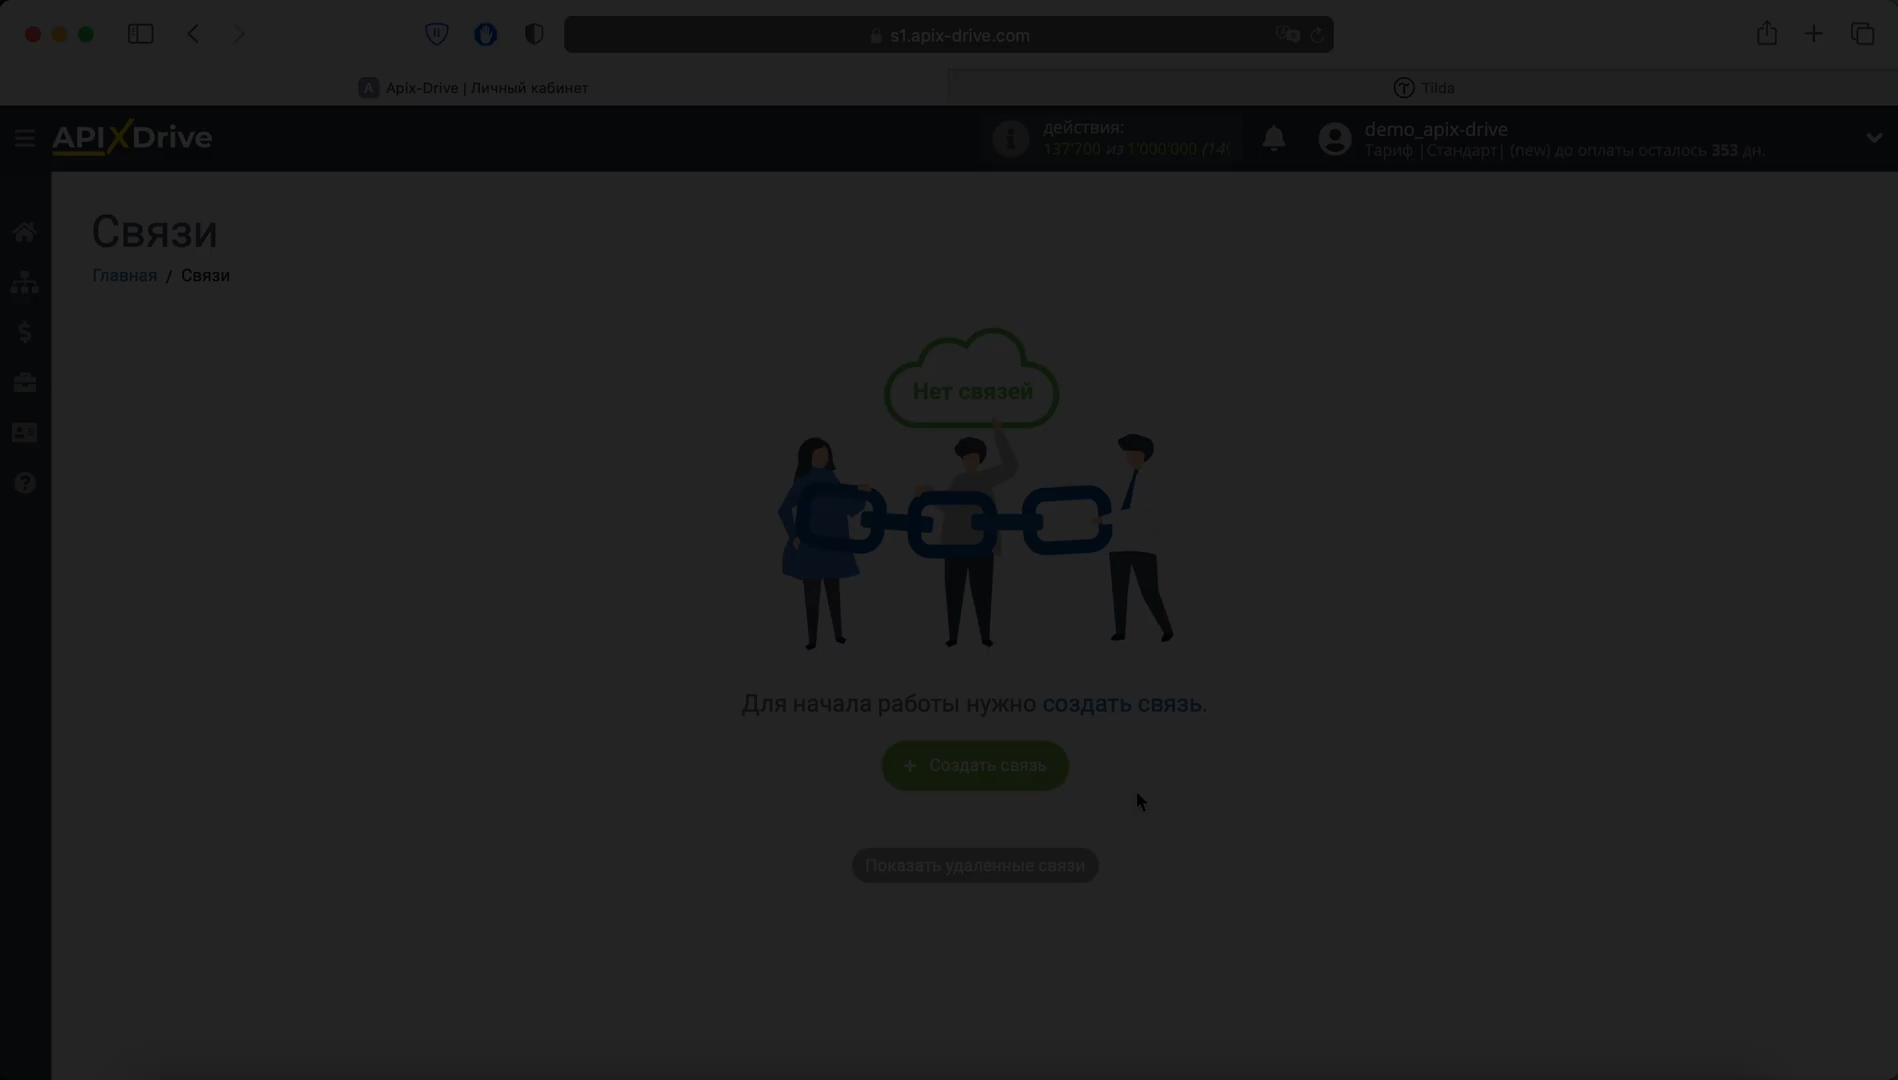 s1.apix-drive.com
A Apix-Drive | Личный кабинет
Tilda
APIXDrive
действия:
137'700 из 1'000'000 (14%
demo_apix-drive
Тариф |Стандарт| (new) до оплаты осталось 353 дн.
Связи
Главная / Связи
Нет связей
Для начала работы нужно создать связь.
+ Создать связь
Показать удаленные связи